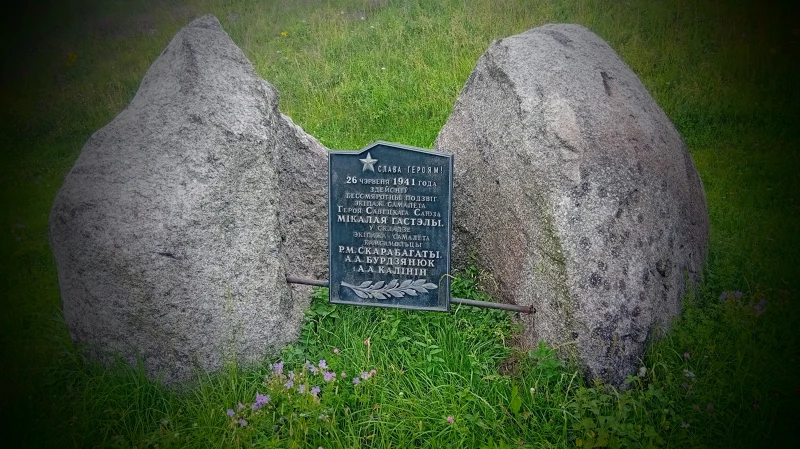 СЛАВА ГЕРОЯМ!
26 ЧЭРВЕНЯ 1941 ГОДА
ЗДЕЙСНІЎ
БЕССМЯРОТНЫ ПОДЗВІГ
ЭКІПАЖ САМАЛЁТА
ГЕРОЯ САВЕЦКАГА САЮЗА
МІКАЛАЯ ГАСТЭЛЫ.
У СКЛАДЗЕ
ЭКІПАЖА САМАЛЁТА
КАМСАМОЛЬЦЫ
Р.М. СКАРАБАГАТЫ,
А.А. БУРДЗЯНЮК
І А.А. КАЛІНІН